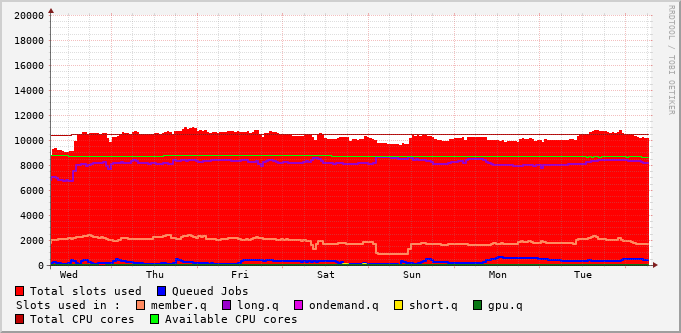 20000
18000
16000
14000
12000
10000
8000
6000
4000
2000
0
Wed Thu Fri Sat Sun Mon Tue
Total slots used Queued Jobs
Slots used in : member.q long.q ondemand.q short.q gpu.q
Total CPU cores Available CPU cores
RRDTOOL / TOBI OETIKER